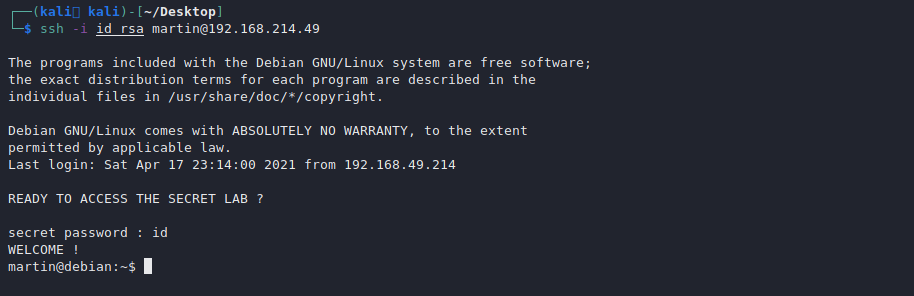 ┌──(kali㉿kali)-[~/Desktop]
└─$ ssh -i id_rsa martin@192.168.214.49
The programs included with the Debian GNU/Linux system are free software;
the exact distribution terms for each program are described in the
individual files in /usr/share/doc/*/copyright.
Debian GNU/Linux comes with ABSOLUTELY NO WARRANTY, to the extent
permitted by applicable law.
Last login: Sat Apr 17 23:14:00 2021 from 192.168.49.214
READY TO ACCESS THE SECRET LAB ?
secret password : id
WELCOME !
martin@debian:~$